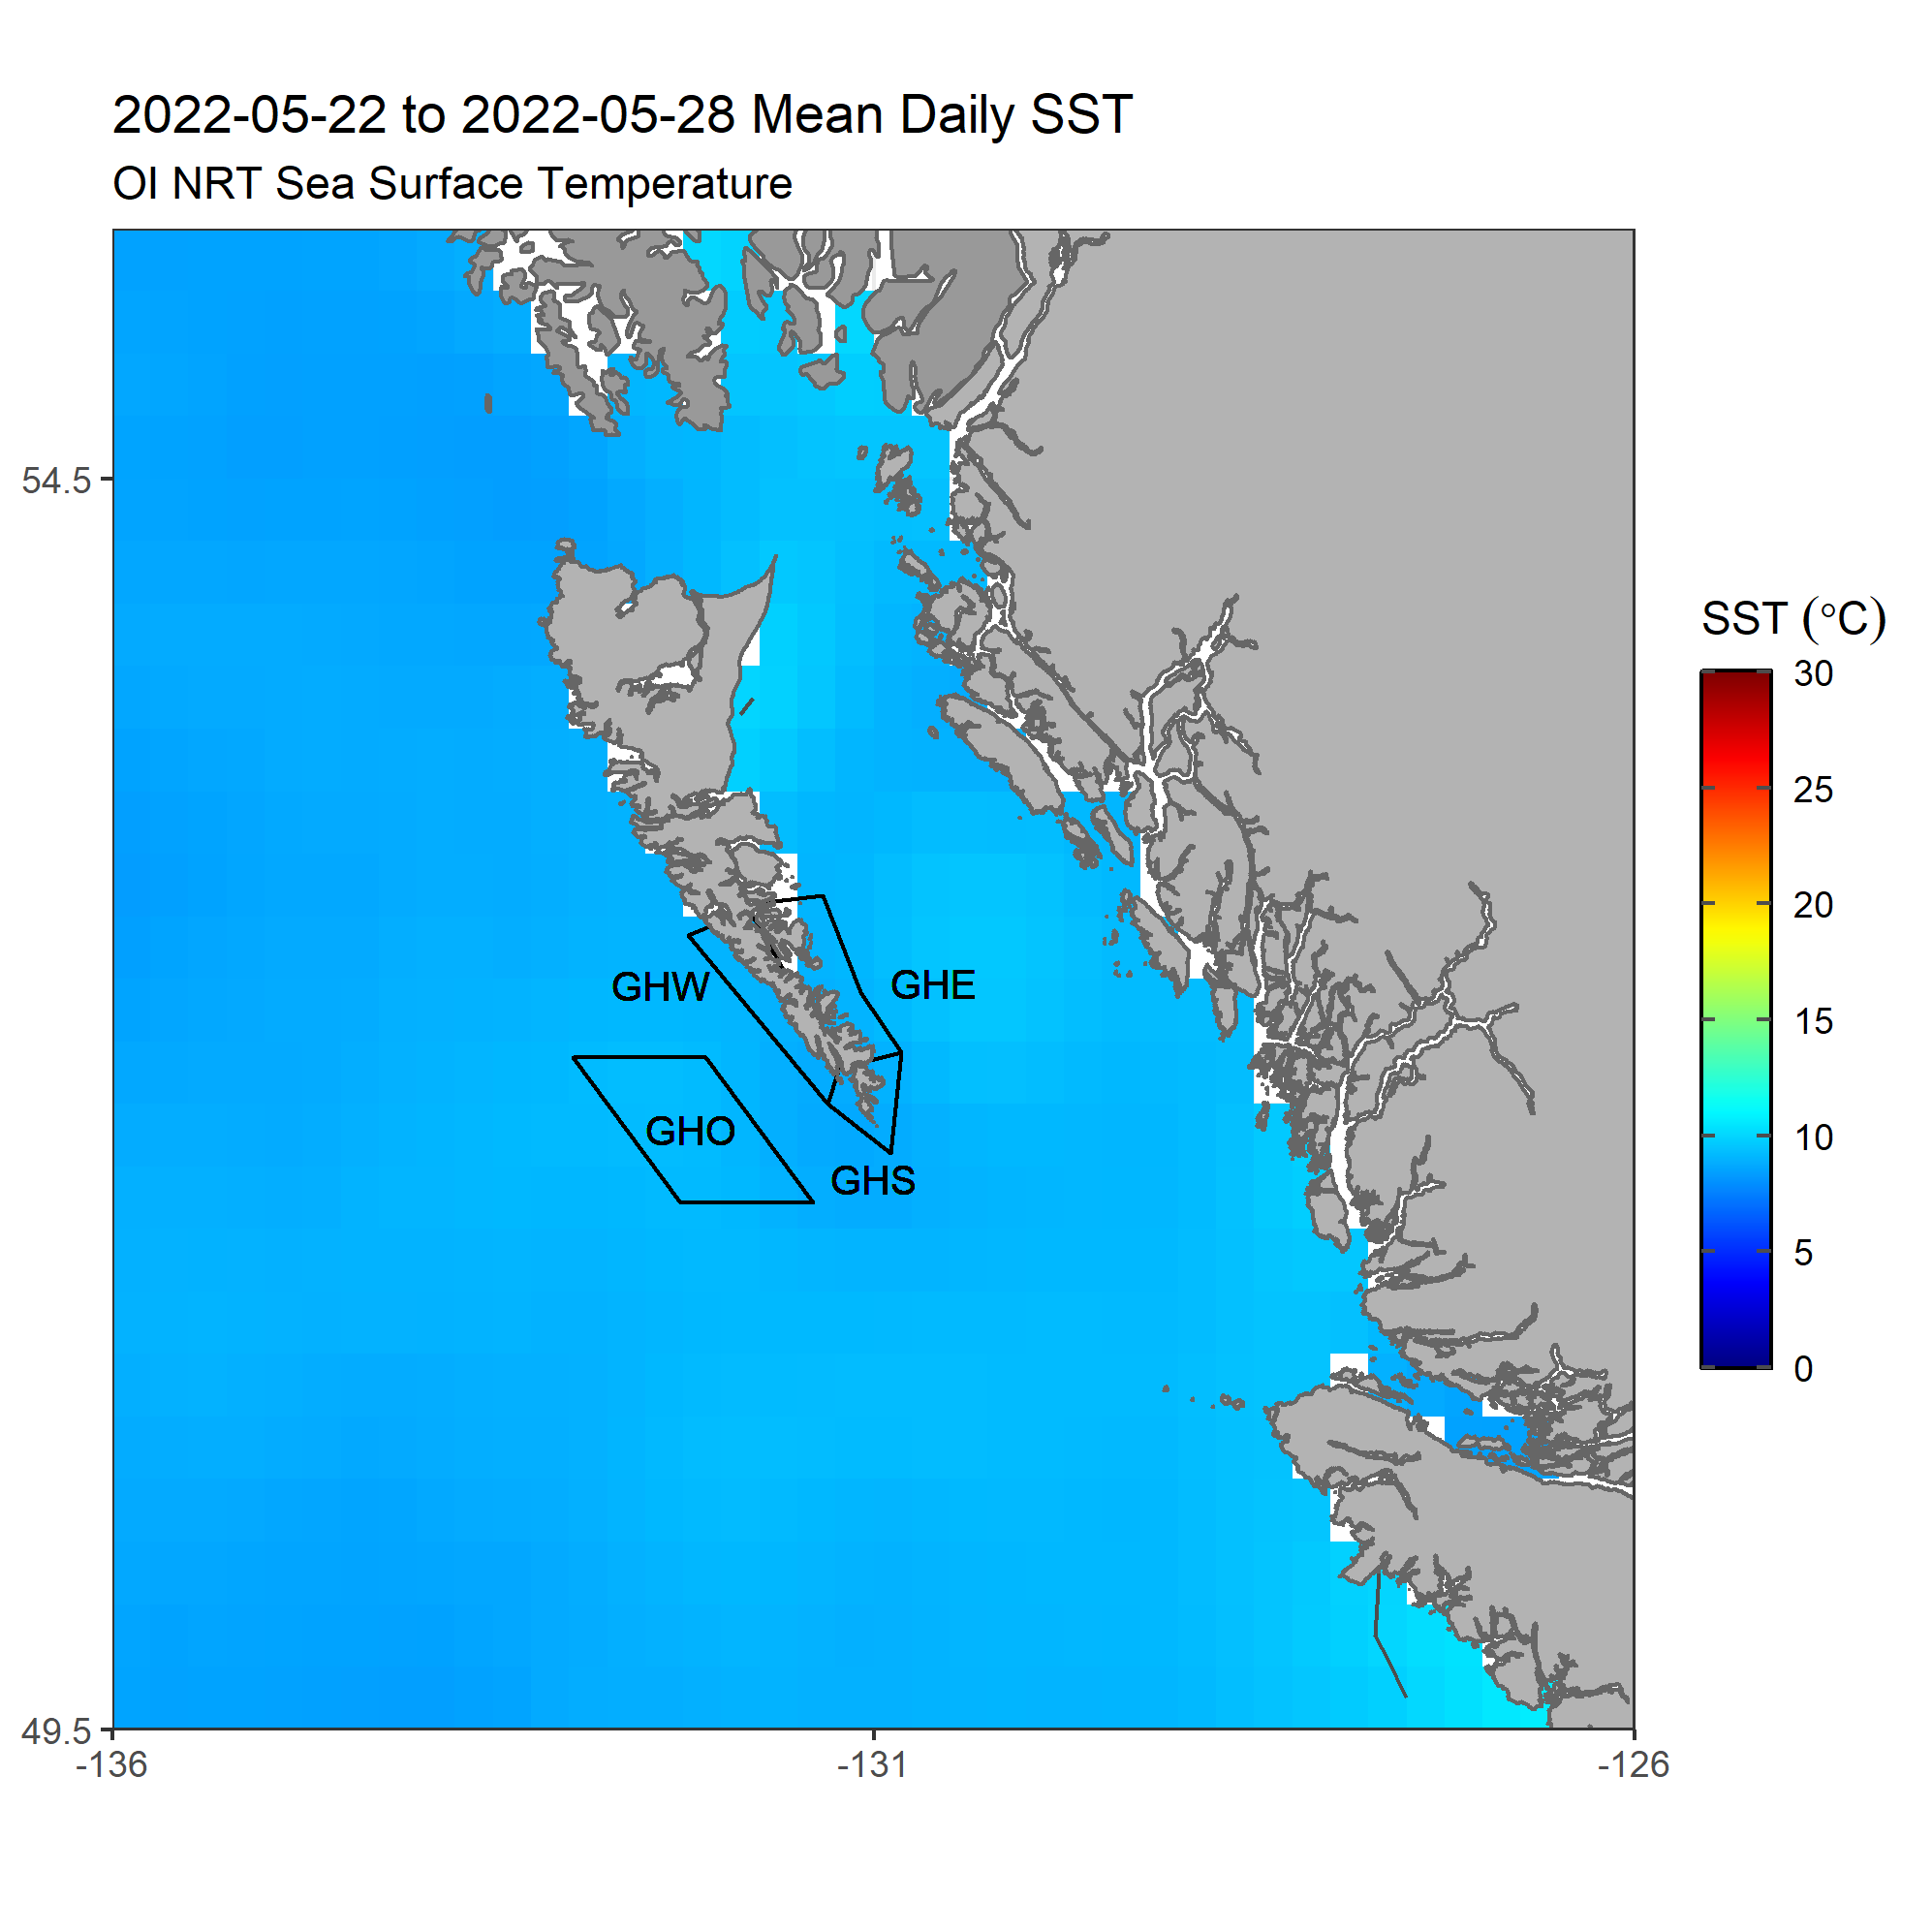 2022-05-22 to 2022-05-28 Mean Daily SST
OI NRT Sea Surface Temperature
54.5
49.5
-136
-131
-126
GHW
GHE
GHO
GHS
SST (°C)
30
25
20
15
10
5
0